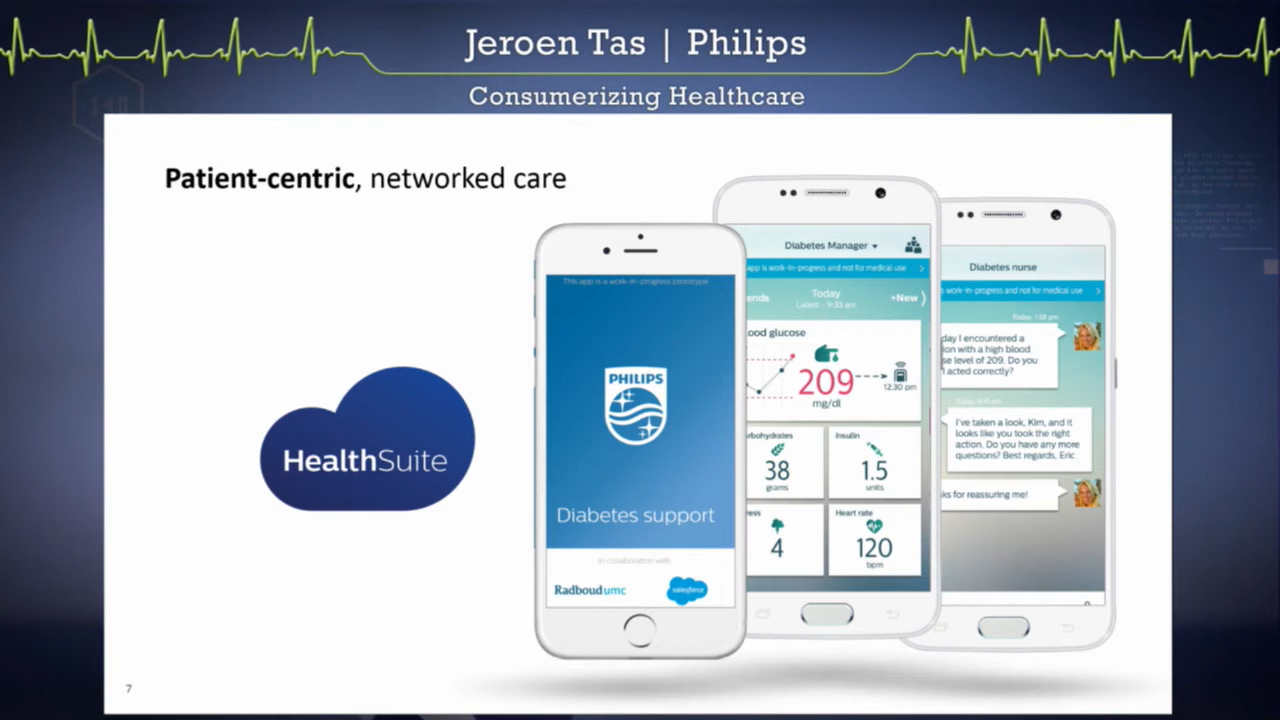 Jeroen Tas | Philips
Consumerizing Healthcare
Patient-centric, networked care
HealthSuite
This app is a work-in-progress prototype
PHILIPS
Diabetes support
In collaboration with
Radboudumc
salesforce
Diabetes Manager
app is work-in-progress and not for medical use
ends
Today
Latest - 9:33 am
+New
ood glucose
209
mg/dl
12:30 pm
rbohydrates
38
grams
Insulin
1.5
units
ress
4
Heart rate
120
bpm
Diabetes nurse
s work-in-progress and not for medical use
Today, 1:58 pm
day I encountered a
ion with a high blood
se level of 209. Do you
I acted correctly?
I've taken a look, Kim, and it
looks like you took the right
action. Do you have any more
questions? Best regards, Eric
ks for reassuring me!
7